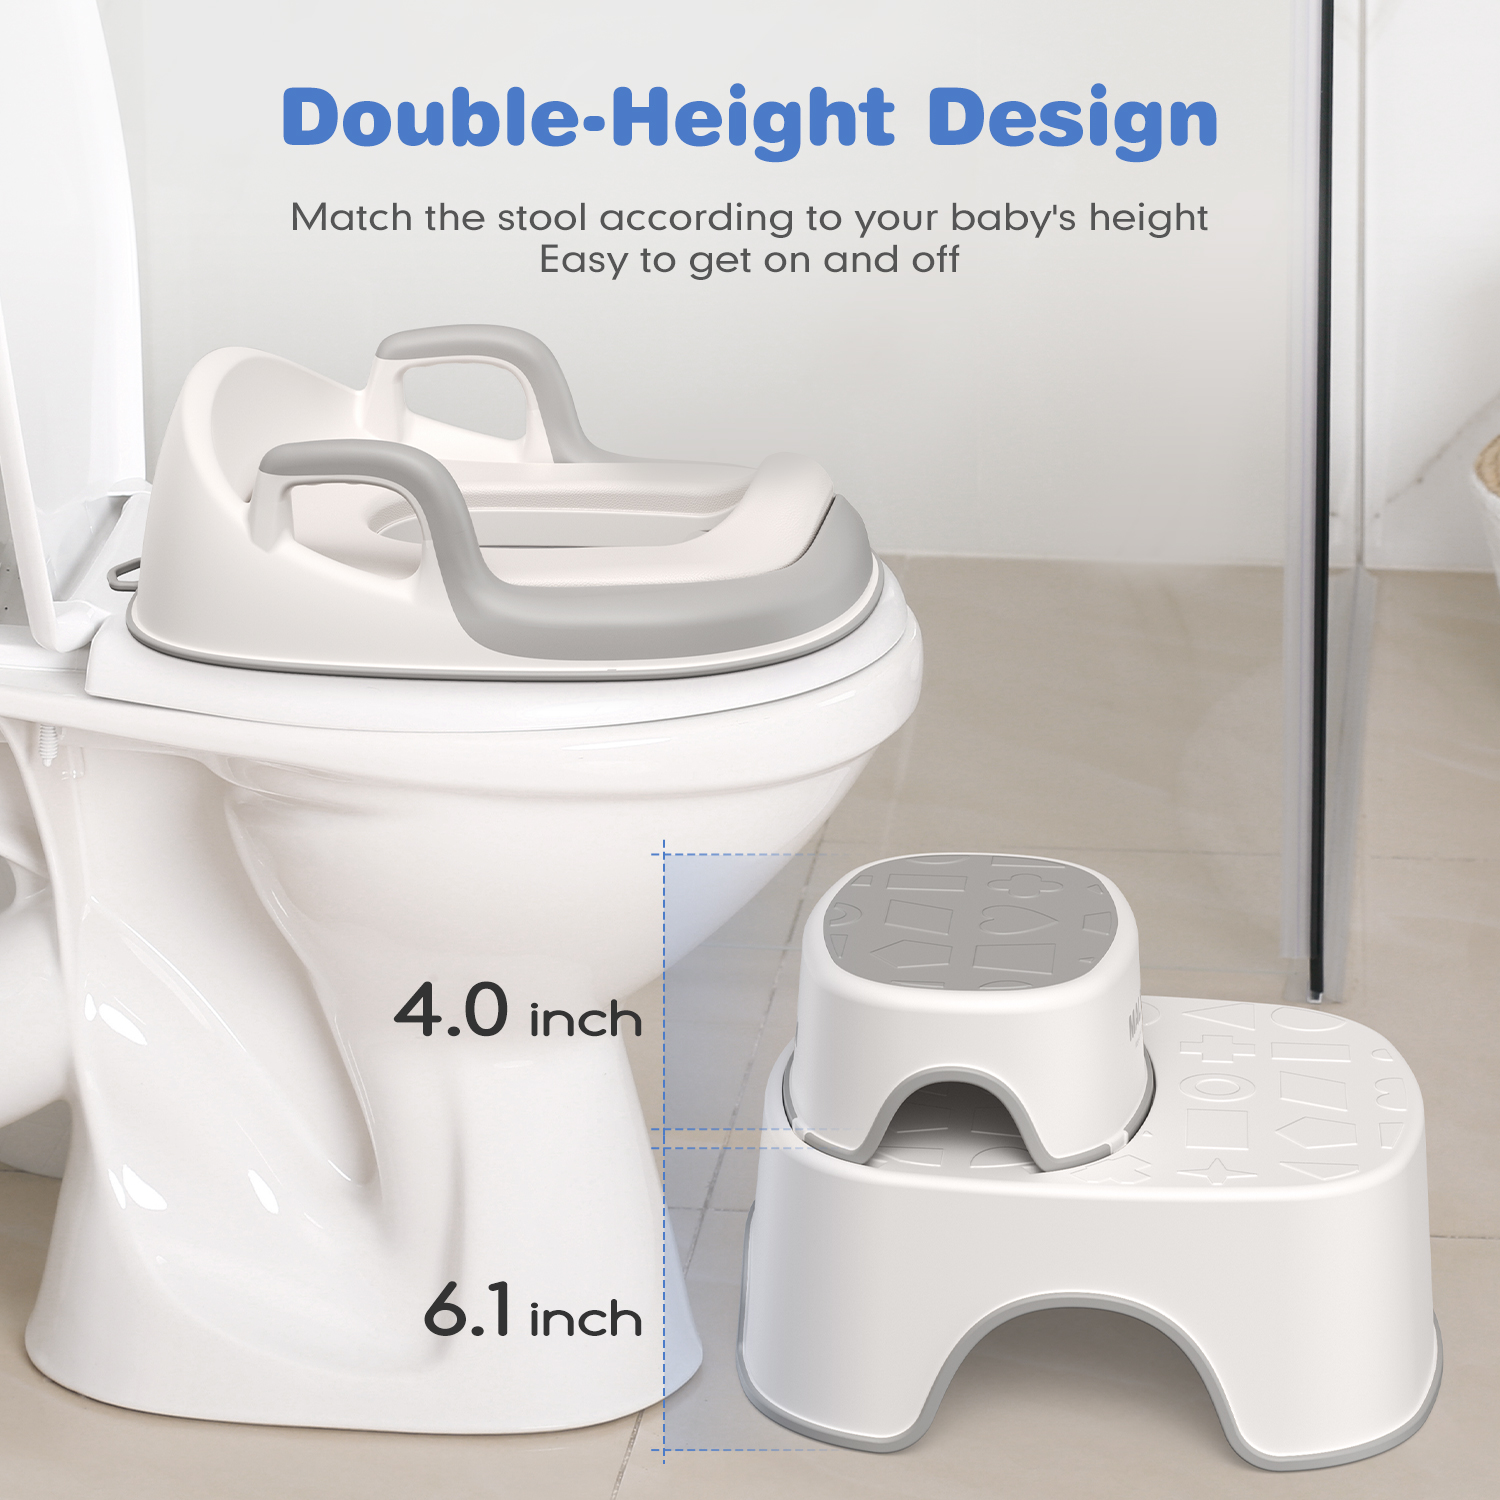 Double-Height Design
Match the stool according to your baby's height
Easy to get on and off
4.0 inch
6.1 inch